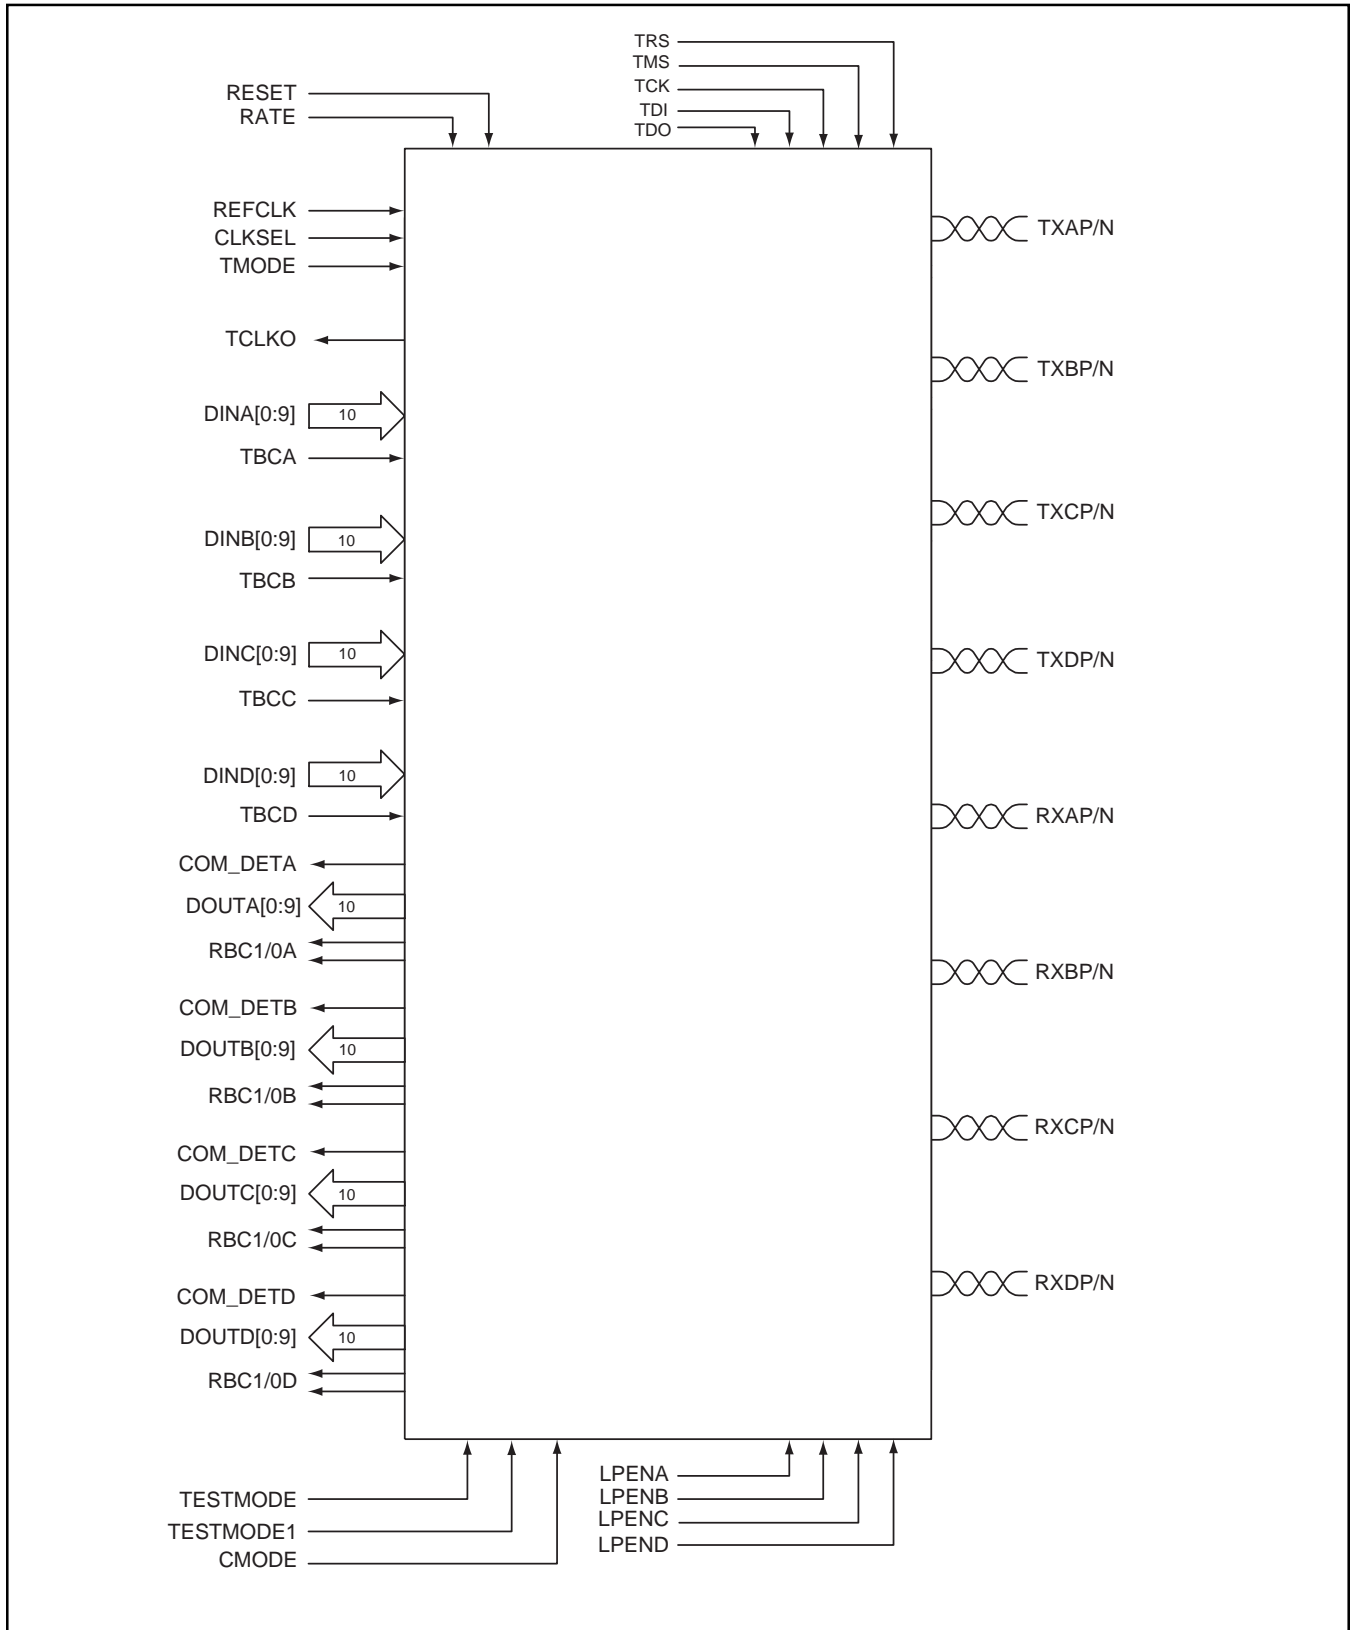 TRS
TMS
TCK
TDI
TDO
RESET
RATE
REFCLK
CLKSEL
TMODE
TCLKO
DINA[0:9]
10
TBCA
DINB[0:9]
10
TBCB
DINC[0:9]
10
TBCC
DIND[0:9]
10
TBCD
COM_DETA
DOUTA[0:9]
10
RBC1/0A
COM_DETB
DOUTB[0:9]
10
RBC1/0B
COM_DETC
DOUTC[0:9]
10
RBC1/0C
COM_DETD
DOUTD[0:9]
10
RBC1/0D
TXAP/N
TXBP/N
TXCP/N
TXDP/N
RXAP/N
RXBP/N
RXCP/N
RXDP/N
TESTMODE
TESTMODE1
CMODE
LPENA
LPENB
LPENC
LPEND